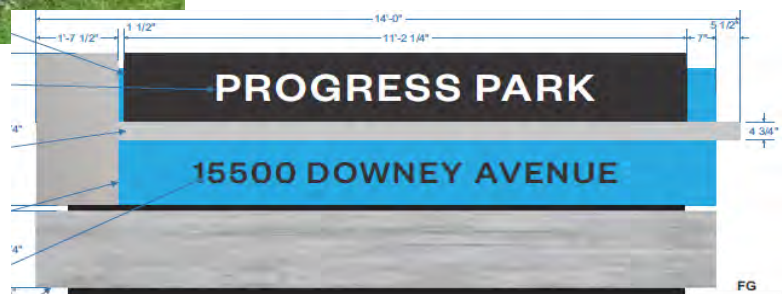 14'-0"
5 1/2"
1 1/2"
1'-7 1/2"
11'-2 1/4"
7"
PROGRESS PARK
4 3/4"
15500 DOWNEY AVENUE
FG